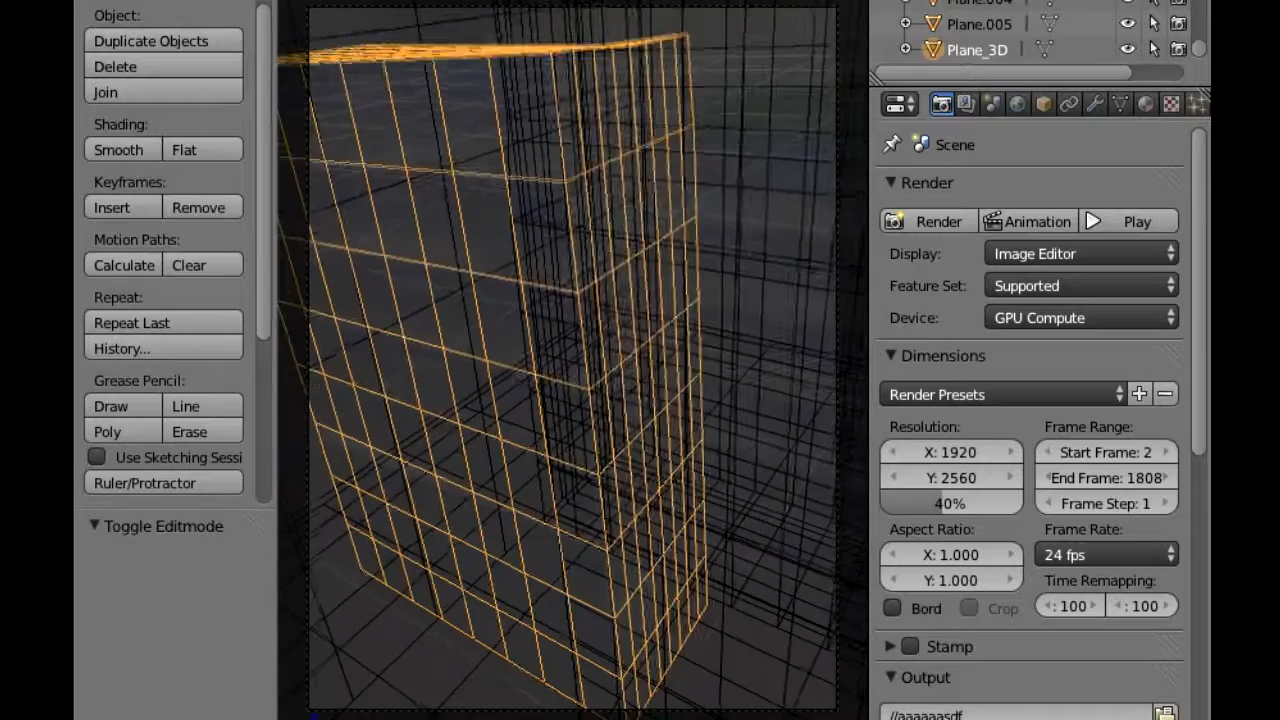 Object:
Duplicate Objects
Delete
Join
Shading:
Smooth Flat
Keyframes:
Insert Remove
Motion Paths:
Calculate Clear
Repeat:
Repeat Last
History...
Grease Pencil:
Draw Line
Poly Erase
Use Sketching Sessi
Ruler/Protractor
Toggle Editmode
Plane.004
Plane.005
Plane_3D
Scene
Render
Render Animation Play
Display: Image Editor
Feature Set: Supported
Device: GPU Compute
Dimensions
Render Presets
Resolution: Frame Range:
X: 1920 Start Frame: 2
Y: 2560 End Frame: 1808
40% Frame Step: 1
Aspect Ratio: Frame Rate:
X: 1.000 24 fps
Y: 1.000 Time Remapping:
Bord Crop : 100 : 100
Stamp
Output
//aaaaaasdf